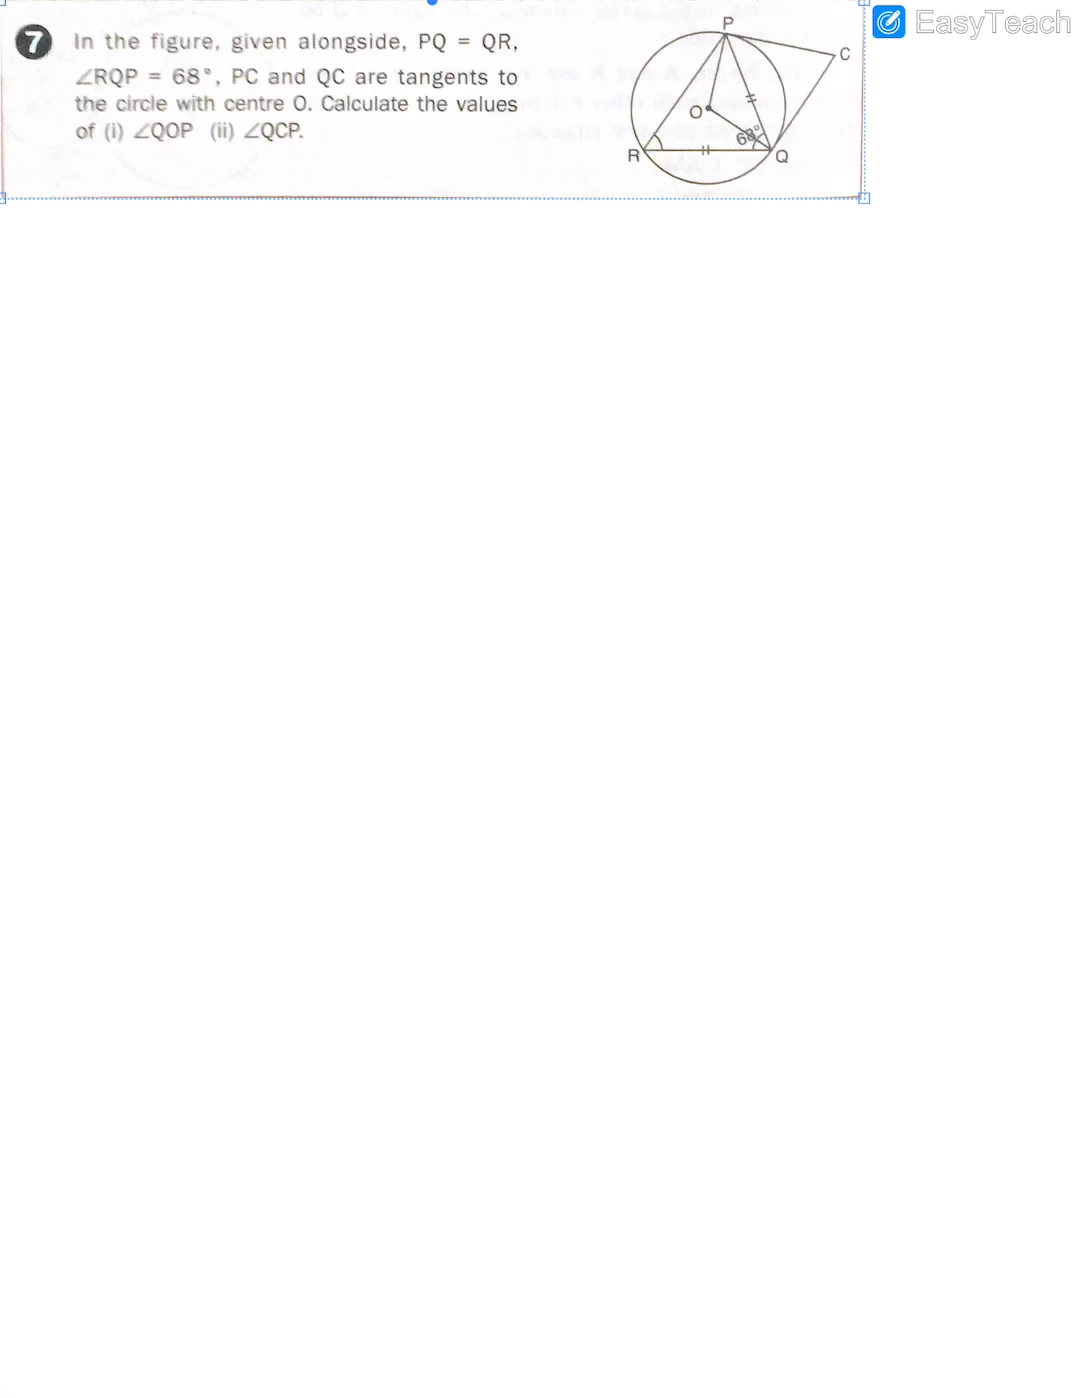 EasyTeach
7 In the figure, given alongside, PQ = QR,
∠RQP = 68°, PC and QC are tangents to
the circle with centre O. Calculate the values
of (i) ∠QOP (ii) ∠QCP.
P
C
O
68°
R
Q